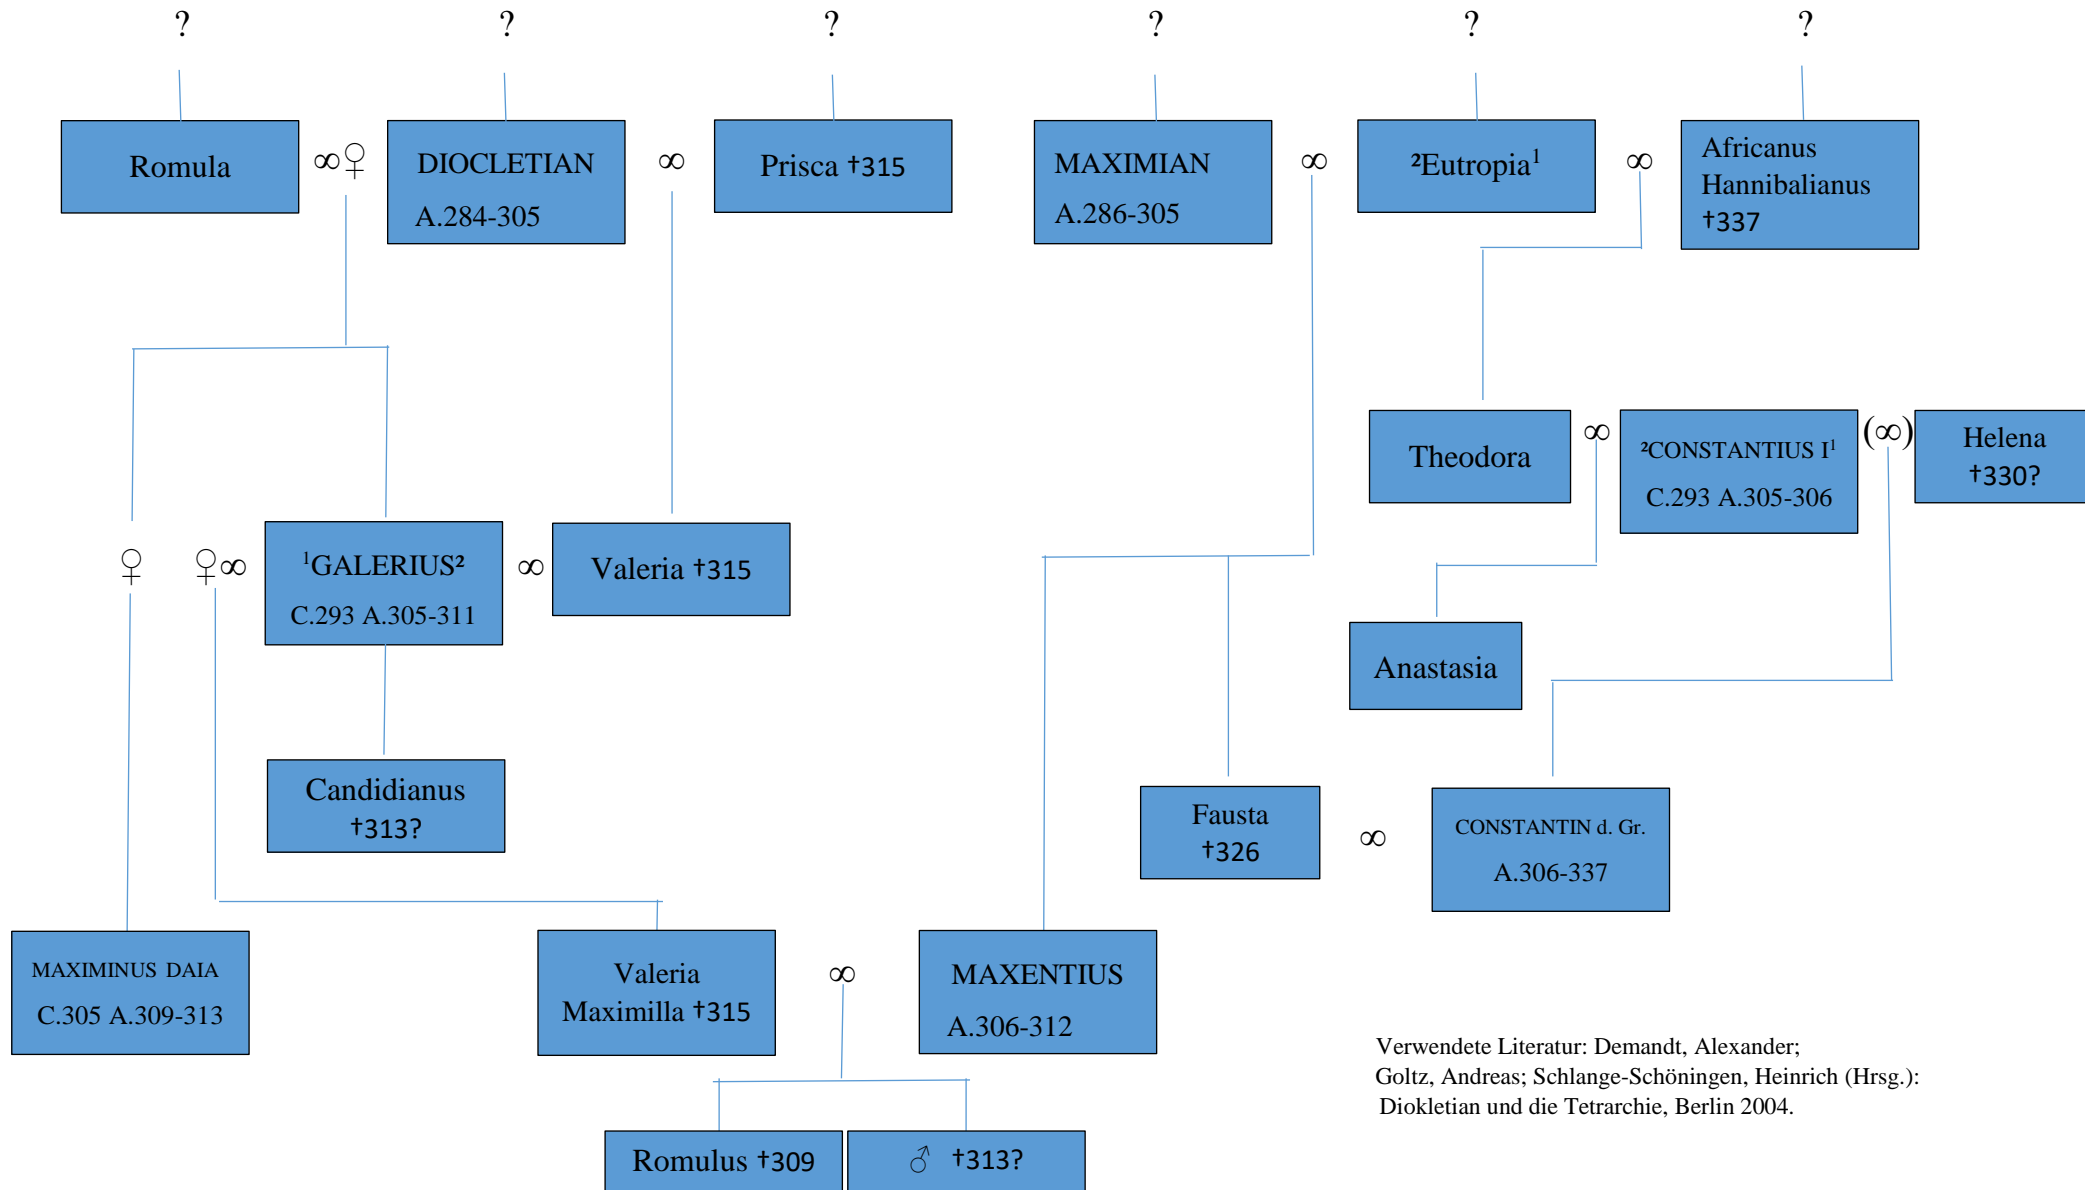 ? ? ? ? ? ?
Romula
∞♀
DIOCLETIAN
A.284-305
∞
Prisca †315
MAXIMIAN
A.286-305
∞
²Eutropia¹
∞
Africanus
Hannibalianus
†337
Theodora
∞
²CONSTANTIUS I¹
C.293 A.305-306
(∞)
Helena
†330?
♀
♀∞
¹GALERIUS²
C.293 A.305-311
∞
Valeria †315
Anastasia
Candidianus
†313?
Fausta
†326
∞
CONSTANTIN d. Gr.
A.306-337
MAXIMINUS DAIA
C.305 A.309-313
Valeria
Maximilla †315
∞
MAXENTIUS
A.306-312
Romulus †309
♂ †313?
Verwendete Literatur: Demandt, Alexander;
Goltz, Andreas; Schlange-Schöningen, Heinrich (Hrsg.):
Diokletian und die Tetrarchie, Berlin 2004.